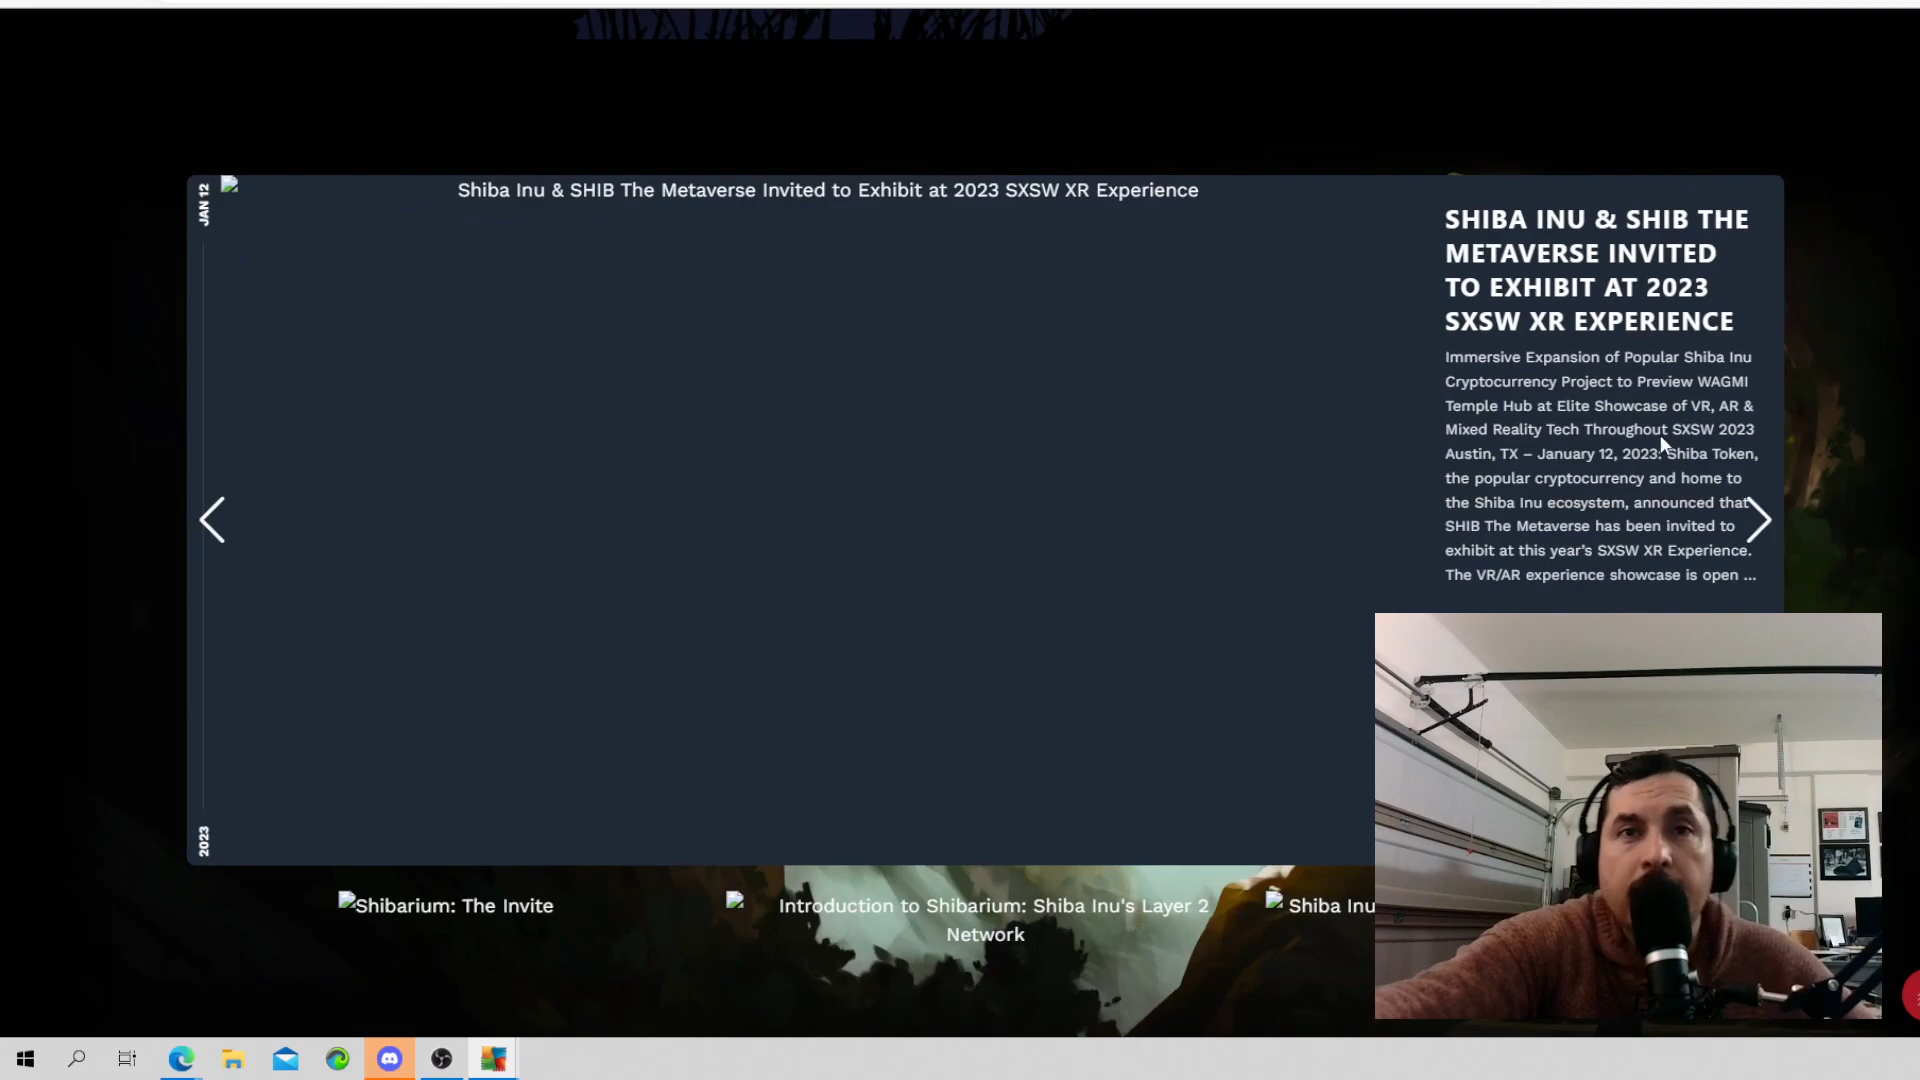 JAN 12
Shiba Inu & SHIB The Metaverse Invited to Exhibit at 2023 SXSW XR Experience
SHIBA INU & SHIB THE
METAVERSE INVITED
TO EXHIBIT AT 2023
SXSW XR EXPERIENCE
Immersive Expansion of Popular Shiba Inu
Cryptocurrency Project to Preview WAGMI
Temple Hub at Elite Showcase of VR, AR &
Mixed Reality Tech Throughout SXSW 2023
Austin, TX – January 12, 2023: Shiba Token,
the popular cryptocurrency and home to
the Shiba Inu ecosystem, announced that
SHIB The Metaverse has been invited to
exhibit at this year's SXSW XR Experience.
The VR/AR experience showcase is open ...
2023
Shibarium: The Invite
Introduction to Shibarium: Shiba Inu's Layer 2
Network
Shiba Inu